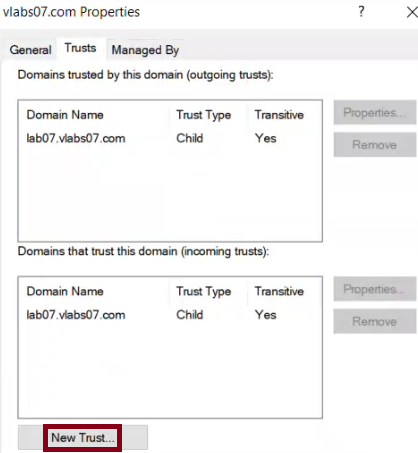 vlabs07.com Properties ? ×
General Trusts Managed By
Domains trusted by this domain (outgoing trusts):
Domain Name Trust Type Transitive Properties...
lab07.vlabs07.com Child Yes Remove
Domains that trust this domain (incoming trusts):
Domain Name Trust Type Transitive Properties...
lab07.vlabs07.com Child Yes Remove
New Trust...